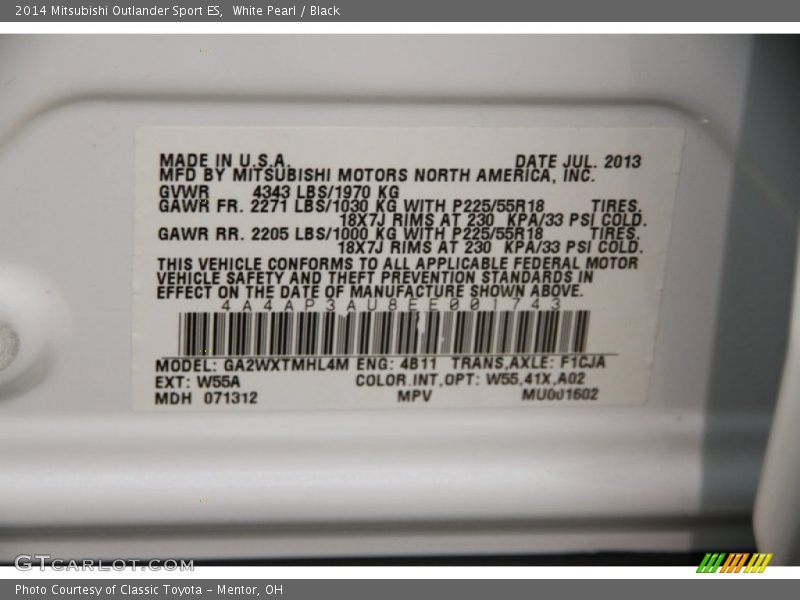 2014 Mitsubishi Outlander Sport ES,  White Pearl / Black
MADE IN U.S.A. DATE JUL. 2013
MFD BY MITSUBISHI MOTORS NORTH AMERICA, INC.
GVWR 4343 LBS/1970 KG
GAWR FR. 2271 LBS/1030 KG WITH P225/55R18 TIRES,
18X7J RIMS AT 230 KPA/33 PSI COLD.
GAWR RR. 2205 LBS/1000 KG WITH P225/55R18 TIRES,
18X7J RIMS AT 230 KPA/33 PSI COLD.
THIS VEHICLE CONFORMS TO ALL APPLICABLE FEDERAL MOTOR
VEHICLE SAFETY AND THEFT PREVENTION STANDARDS IN
EFFECT ON THE DATE OF MANUFACTURE SHOWN ABOVE.
4A4AP3AU8EE001743
MODEL: GA2WXTMHL4M ENG: 4B11 TRANS,AXLE: F1CJA
EXT: W55A COLOR,INT,OPT: W55,41X,A02
MDH 071312 MPV MU001602
GTCARLOT.COM
Photo Courtesy of Classic Toyota - Mentor, OH